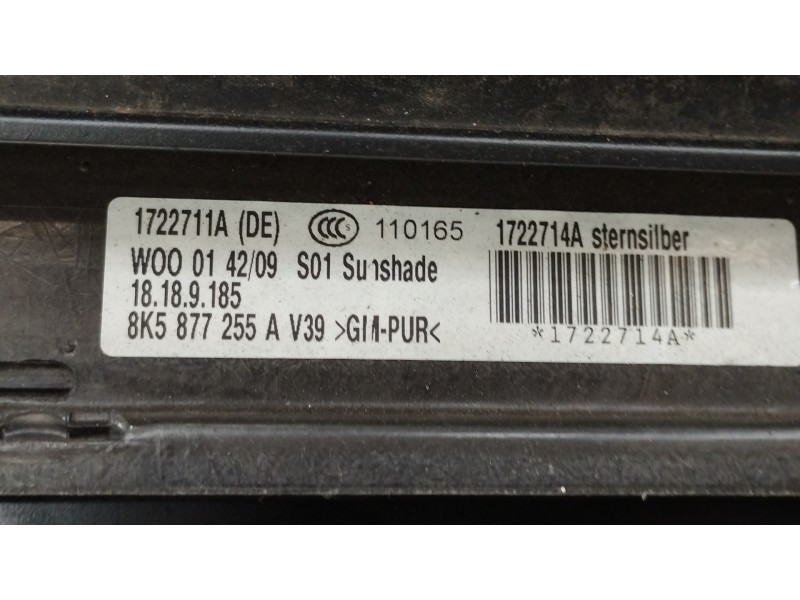 1722711A (DE) CCC S 110165 1722714A sternsilber
WOO 01 42/09 S01 Sunshade
18.18.9.185
8K5 877 255 A V39 >GM-PUR<
*1722714A*